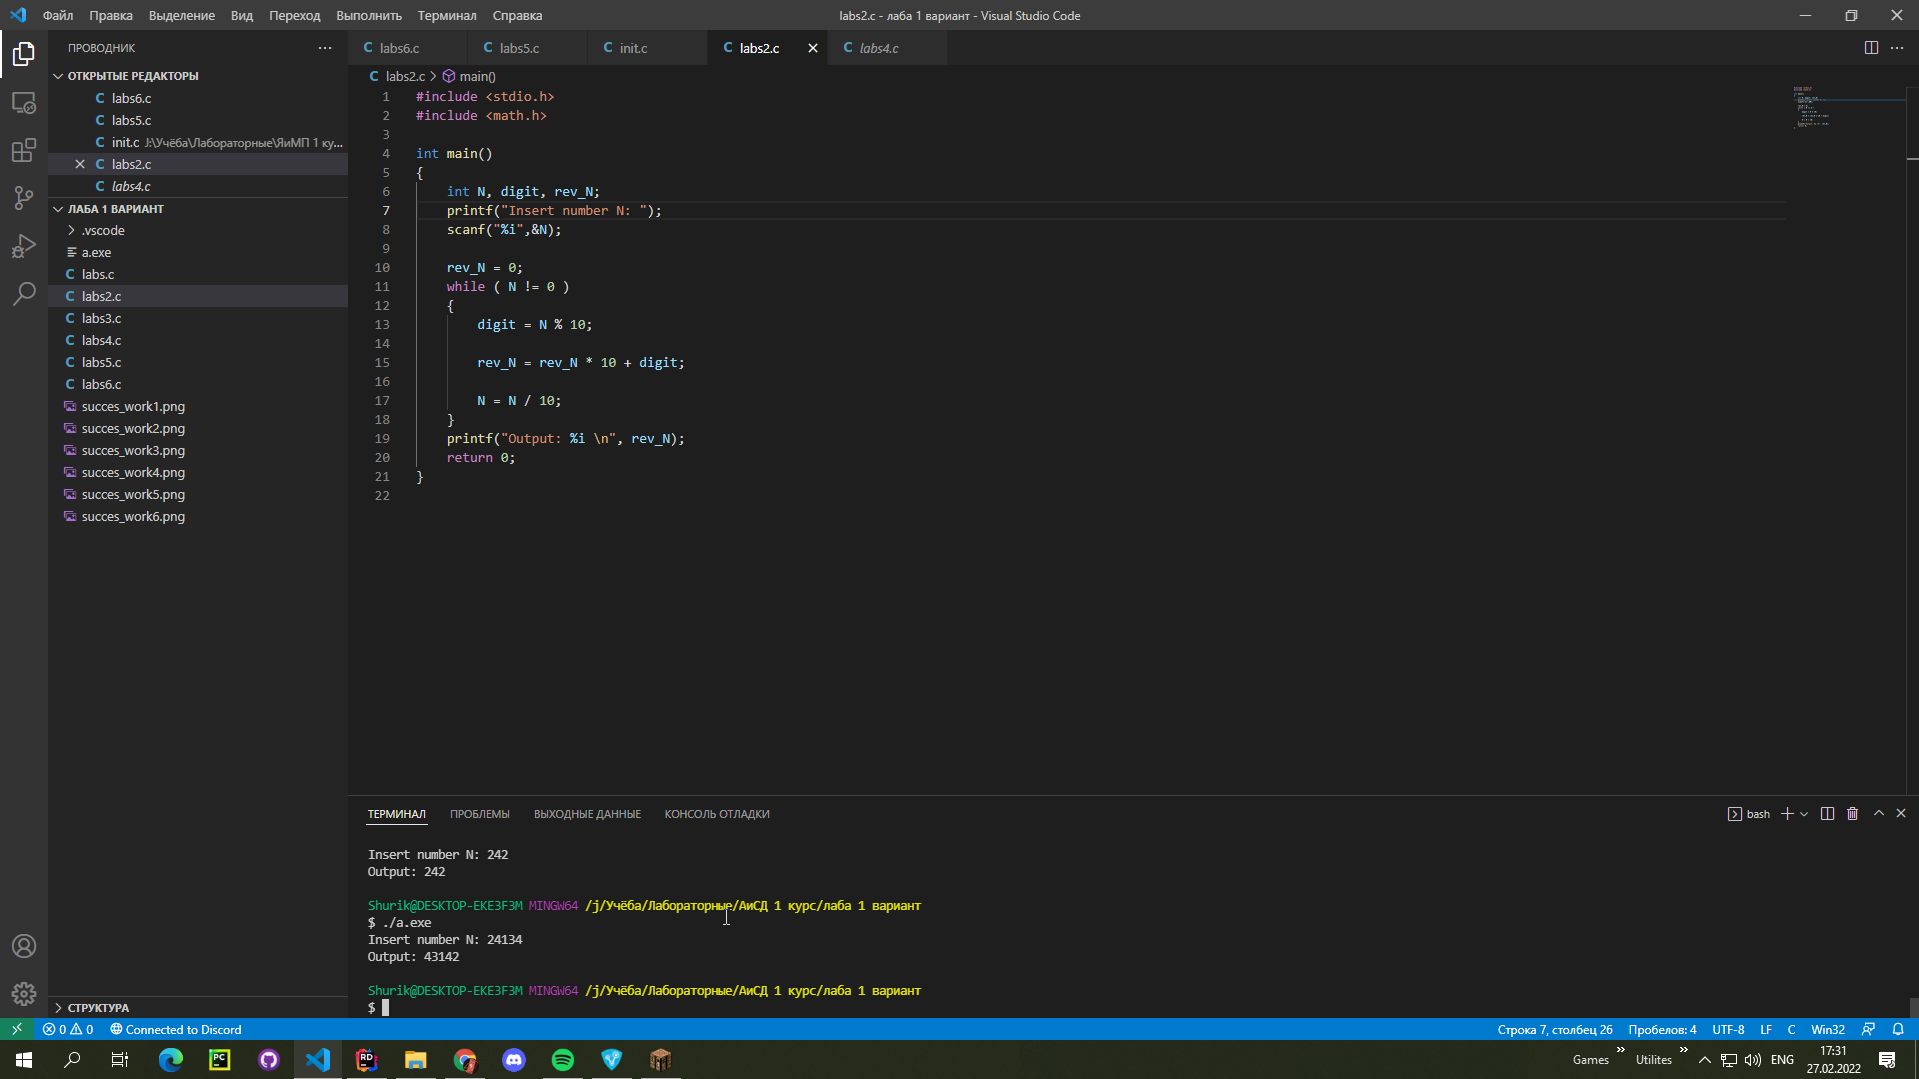 Файл Правка Выделение Вид Переход Выполнить Терминал Справка
labs2.c - лаба 1 вариант - Visual Studio Code
ПРОВОДНИК
ОТКРЫТЫЕ РЕДАКТОРЫ
C labs6.c
C labs5.c
C init.c J:\Учёба\Лабораторные\ЯиМП 1 ку...
C labs2.c
C labs4.c
ЛАБА 1 ВАРИАНТ
.vscode
a.exe
C labs.c
C labs2.c
C labs3.c
C labs4.c
C labs5.c
C labs6.c
succes_work1.png
succes_work2.png
succes_work3.png
succes_work4.png
succes_work5.png
succes_work6.png
СТРУКТУРА
C labs6.c C labs5.c C init.c C labs2.c C labs4.c
C labs2.c > main()
1 #include <stdio.h>
2 #include <math.h>
3
4 int main()
5 {
6 int N, digit, rev_N;
7 printf("Insert number N: ");
8 scanf("%i",&N);
9
10 rev_N = 0;
11 while ( N != 0 )
12 {
13 digit = N % 10;
14
15 rev_N = rev_N * 10 + digit;
16
17 N = N / 10;
18 }
19 printf("Output: %i \n", rev_N);
20 return 0;
21 }
22
ТЕРМИНАЛ ПРОБЛЕМЫ ВЫХОДНЫЕ ДАННЫЕ КОНСОЛЬ ОТЛАДКИ
bash
Insert number N: 242
Output: 242
Shurik@DESKTOP-EKE3F3M MINGW64 /j/Учёба/Лабораторные/АиСД 1 курс/лаба 1 вариант
$ ./a.exe
Insert number N: 24134
Output: 43142
Shurik@DESKTOP-EKE3F3M MINGW64 /j/Учёба/Лабораторные/АиСД 1 курс/лаба 1 вариант
$
0 0 Connected to Discord
Строка 7, столбец 26 Пробелов: 4 UTF-8 LF C Win32
PC RD
Games Utilites ENG
17:31
27.02.2022